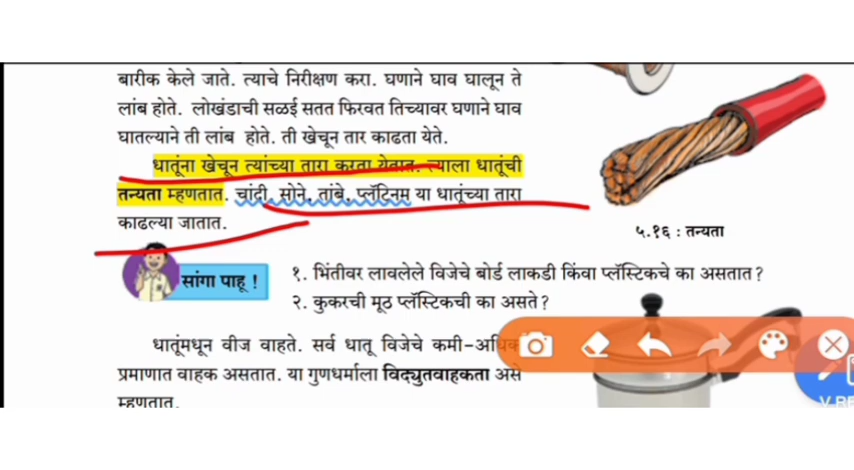 बारीक केले जाते. त्याचे निरीक्षण करा. घणाने घाव घालून ते
लांब होते. लोखंडाची सळई सतत फिरवत तिच्यावर घणाने घाव
घातल्याने ती लांब होते. ती खेचून तार काढता येते.
धातूंना खेचून त्यांच्या तारा करता येतात. त्याला धातूंची
तन्यता म्हणतात. चांदी, सोने, तांबे, प्लॅटिनम या धातूंच्या तारा
काढल्या जातात.
५.१६ : तन्यता
सांगा पाहू !
१. भिंतीवर लावलेले विजेचे बोर्ड लाकडी किंवा प्लॅस्टिकचे का असतात ?
२. कुकरची मूठ प्लॅस्टिकची का असते ?
धातूंमधून वीज वाहते. सर्व धातू विजेचे कमी-अधिक
प्रमाणात वाहक असतात. या गुणधर्माला विद्युतवाहकता असे
म्हणतात.